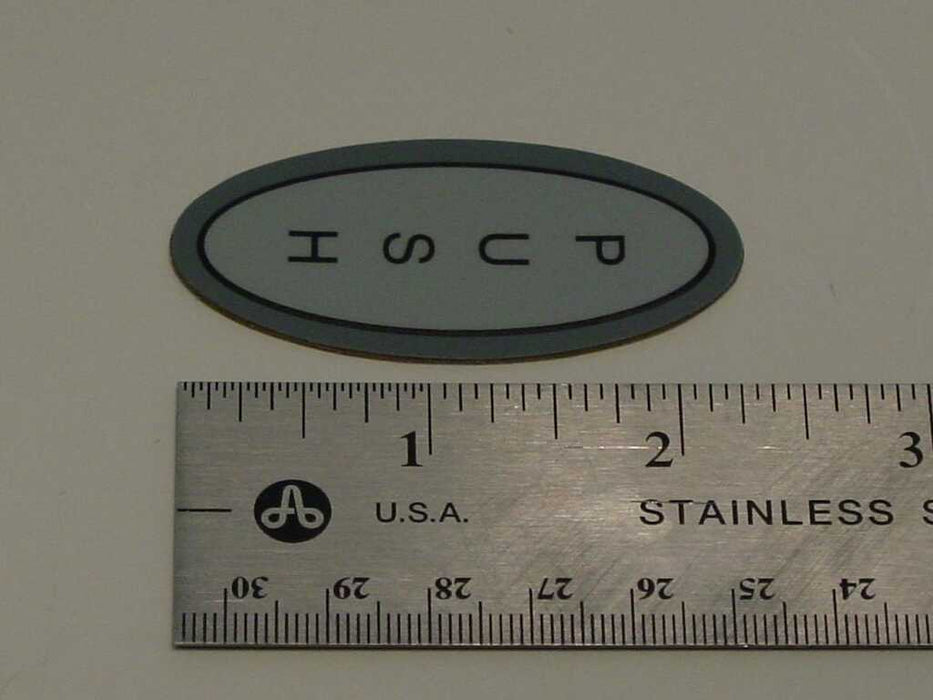 PUSH
1 2 3
U.S.A. STAINLESS S
30 29 28 27 26 25 24